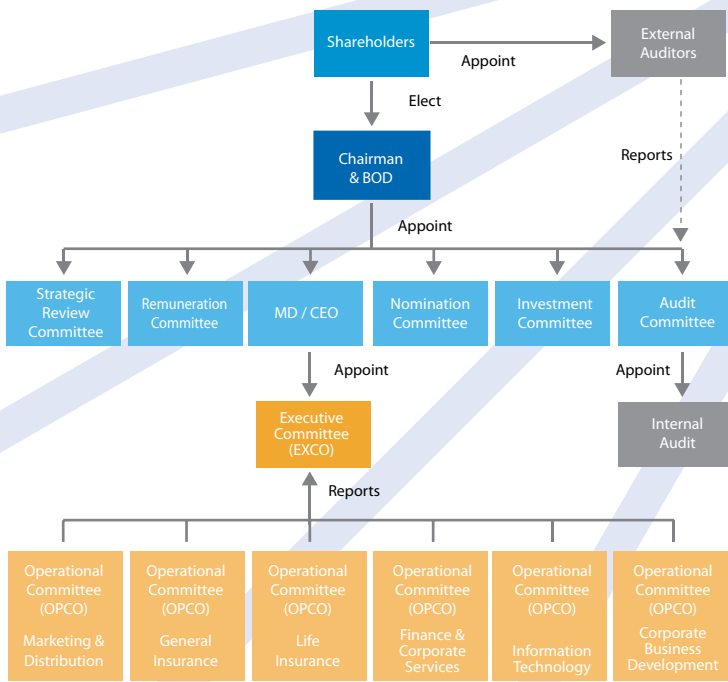 Shareholders
External
Auditors
Appoint
Elect
Chairman
& BOD
Reports
Appoint
Strategic
Review
Committee
Remuneration
Committee
MD / CEO
Nomination
Committee
Investment
Committee
Audit
Committee
Appoint
Appoint
Executive
Committee
(EXCO)
Internal
Audit
Reports
Operational
Committee
(OPCO)
Marketing &
Distribution
Operational
Committee
(OPCO)
General
Insurance
Operational
Committee
(OPCO)
Life
Insurance
Operational
Committee
(OPCO)
Finance &
Corporate
Services
Operational
Committee
(OPCO)
Information
Technology
Operational
Committee
(OPCO)
Corporate
Business
Development